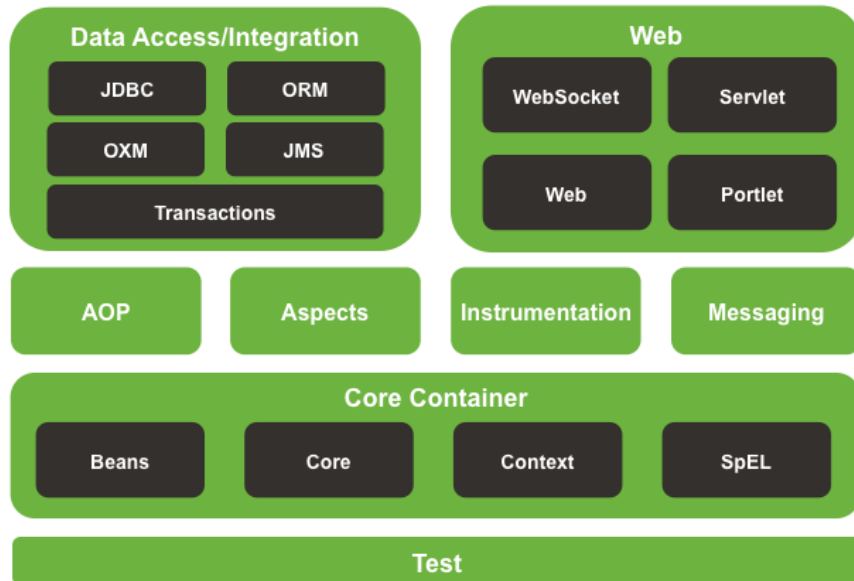 Data Access/Integration
JDBC
ORM
OXM
JMS
Transactions
Web
WebSocket
Servlet
Web
Portlet
AOP
Aspects
Instrumentation
Messaging
Core Container
Beans
Core
Context
SpEL
Test